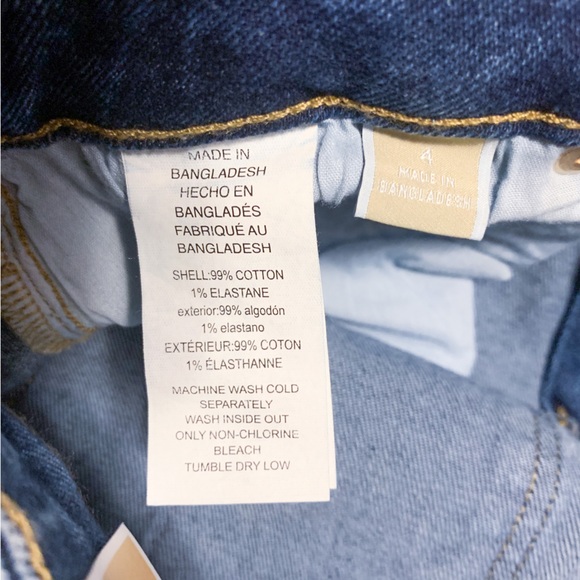 MADE IN
BANGLADESH
HECHO EN
BANGLADÉS
FABRIQUÉ AU
BANGLADESH
SHELL:99% COTTON
1% ELASTANE
exterior:99% algodón
1% elastano
EXTÉRIEUR:99% COTON
1% ÉLASTHANNE
MACHINE WASH COLD
SEPARATELY
WASH INSIDE OUT
ONLY NON-CHLORINE
BLEACH
TUMBLE DRY LOW
4
MADE IN
BANGLADESH